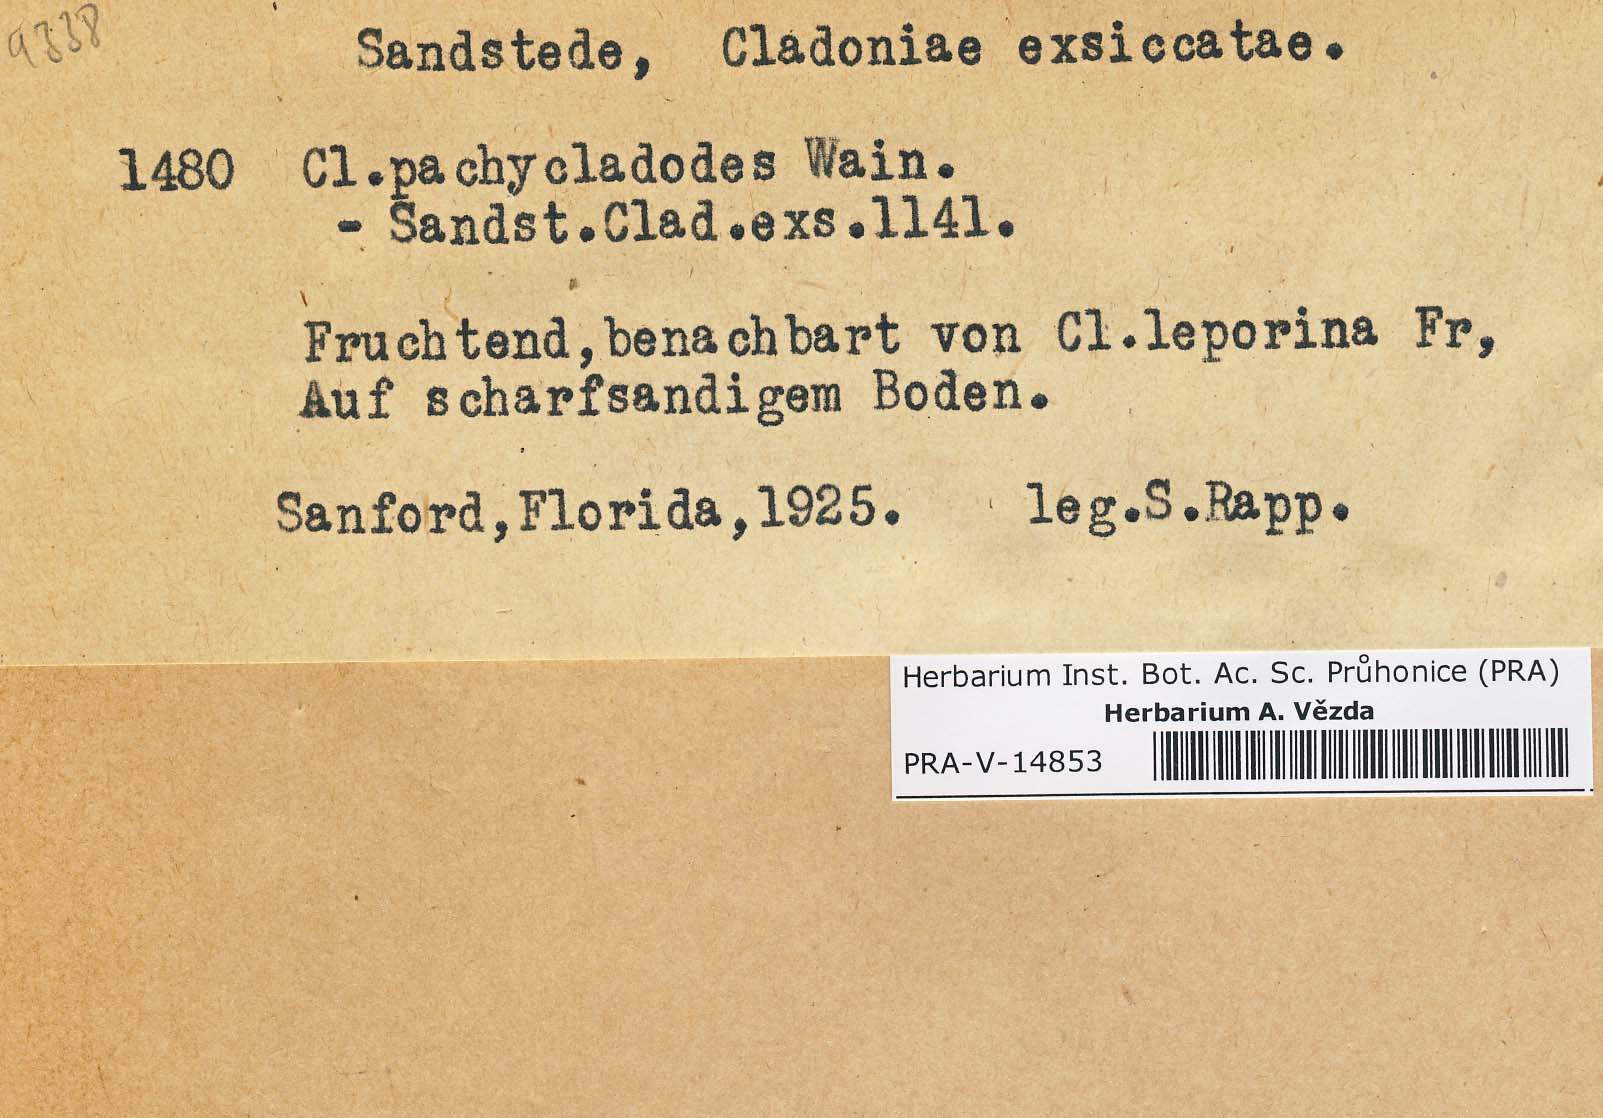 9338
Sandstede, Cladoniae exsiccatae.
1480 Cl.pachycladodes Wain.
- Sandst.Clad.exs.1141.
Fruchtend,benachbart von Cl.leporina Fr,
Auf scharfsandigem Boden.
Sanford,Florida,1925. leg.S.Rapp.
Herbarium Inst. Bot. Ac. Sc. Průhonice (PRA)
Herbarium A. Vězda
PRA-V-14853